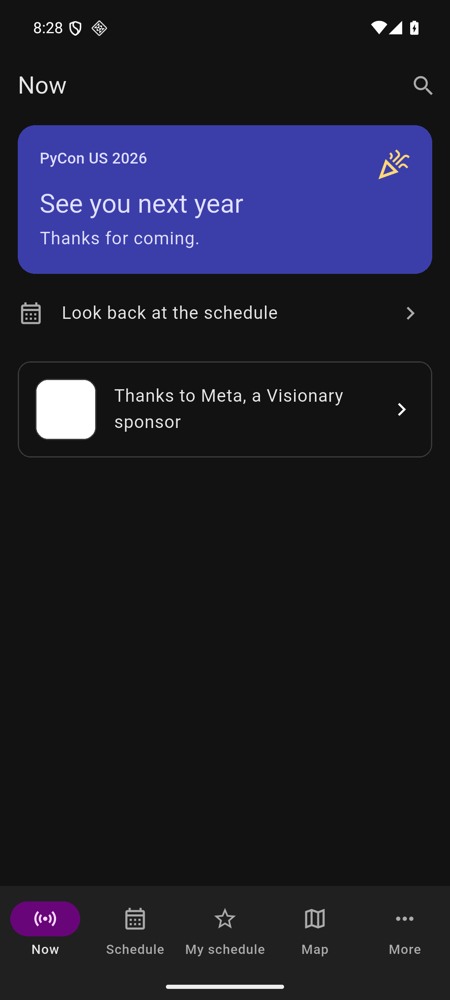 8:28
Now
PyCon US 2026
See you next year
Thanks for coming.
Look back at the schedule
Thanks to Meta, a Visionary
sponsor
Now
Schedule
My schedule
Map
More